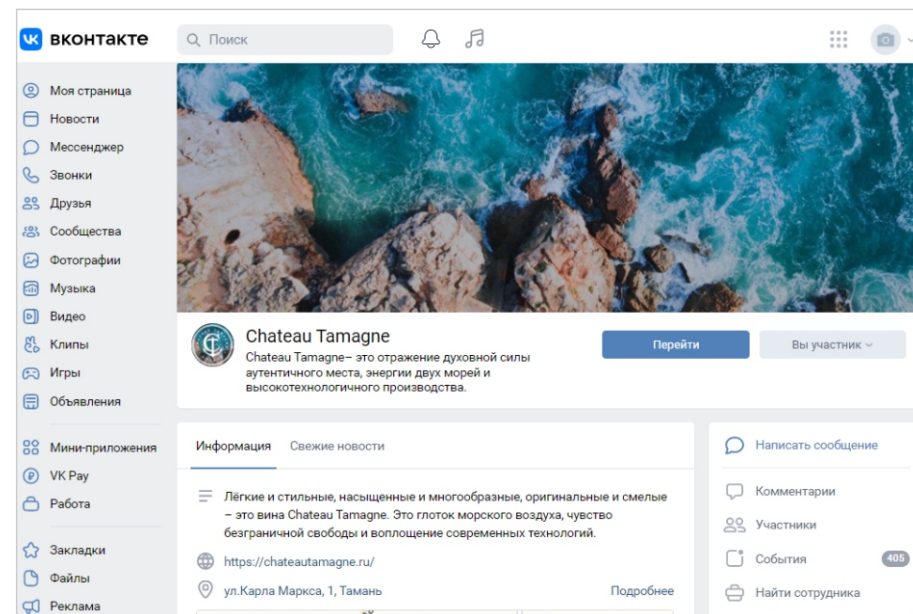 вконтакте
Поиск
Моя страница
Новости
Мессенджер
Звонки
Друзья
Сообщества
Фотографии
Музыка
Видео
Клипы
Игры
Объявления
Мини-приложения
VK Pay
Работа
Закладки
Файлы
Реклама
Chateau Tamagne
Chateau Tamagne– это отражение духовной силы
аутентичного места, энергии двух морей и
высокотехнологичного производства.
Перейти
Вы участник
Информация Свежие новости
Лёгкие и стильные, насыщенные и многообразные, оригинальные и смелые
– это вина Chateau Tamagne. Это глоток морского воздуха, чувство
безграничной свободы и воплощение современных технологий.
https://chateautamagne.ru/
ул.Карла Маркса, 1, Тамань Подробнее
Написать сообщение
Комментарии
Участники
События 405
Найти сотрудника